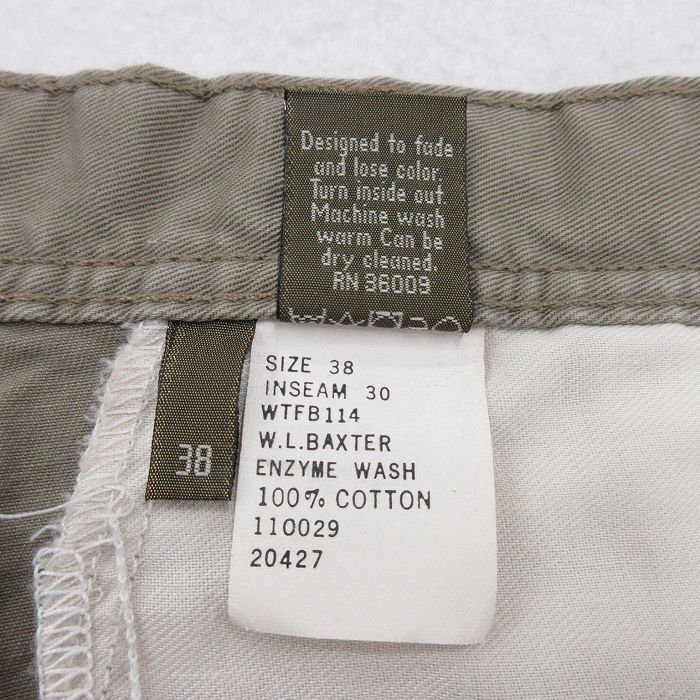 Designed to fade
and lose color.
Turn inside out
Machine wash
warm Can be
dry cleaned.
RN 36009
38
SIZE 38
INSEAM 30
WTFB114
W.L.BAXTER
ENZYME WASH
100% COTTON
110029
20427